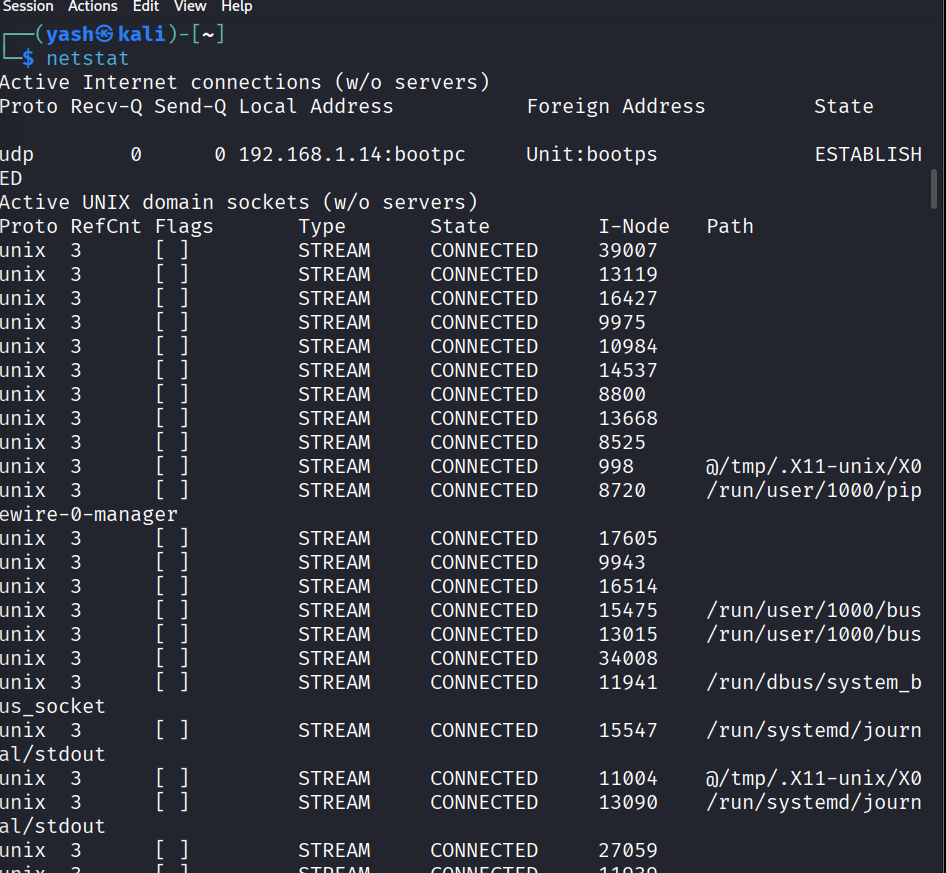 Session Actions Edit View Help
┌──(yash㉿kali)-[~]
└─$ netstat
Active Internet connections (w/o servers)
Proto Recv-Q Send-Q Local Address           Foreign Address         State
udp        0      0 192.168.1.14:bootpc     Unit:bootps             ESTABLISH
ED
Active UNIX domain sockets (w/o servers)
Proto RefCnt Flags       Type       State         I-Node   Path
unix  3      [ ]         STREAM     CONNECTED     39007
unix  3      [ ]         STREAM     CONNECTED     13119
unix  3      [ ]         STREAM     CONNECTED     16427
unix  3      [ ]         STREAM     CONNECTED     9975
unix  3      [ ]         STREAM     CONNECTED     10984
unix  3      [ ]         STREAM     CONNECTED     14537
unix  3      [ ]         STREAM     CONNECTED     8800
unix  3      [ ]         STREAM     CONNECTED     13668
unix  3      [ ]         STREAM     CONNECTED     8525
unix  3      [ ]         STREAM     CONNECTED     998      @/tmp/.X11-unix/X0
unix  3      [ ]         STREAM     CONNECTED     8720     /run/user/1000/pip
ewire-0-manager
unix  3      [ ]         STREAM     CONNECTED     17605
unix  3      [ ]         STREAM     CONNECTED     9943
unix  3      [ ]         STREAM     CONNECTED     16514
unix  3      [ ]         STREAM     CONNECTED     15475    /run/user/1000/bus
unix  3      [ ]         STREAM     CONNECTED     13015    /run/user/1000/bus
unix  3      [ ]         STREAM     CONNECTED     34008
unix  3      [ ]         STREAM     CONNECTED     11941    /run/dbus/system_b
us_socket
unix  3      [ ]         STREAM     CONNECTED     15547    /run/systemd/journ
al/stdout
unix  3      [ ]         STREAM     CONNECTED     11004    @/tmp/.X11-unix/X0
unix  3      [ ]         STREAM     CONNECTED     13090    /run/systemd/journ
al/stdout
unix  3      [ ]         STREAM     CONNECTED     27059
unix  3      [ ]         STREAM     CONNECTED